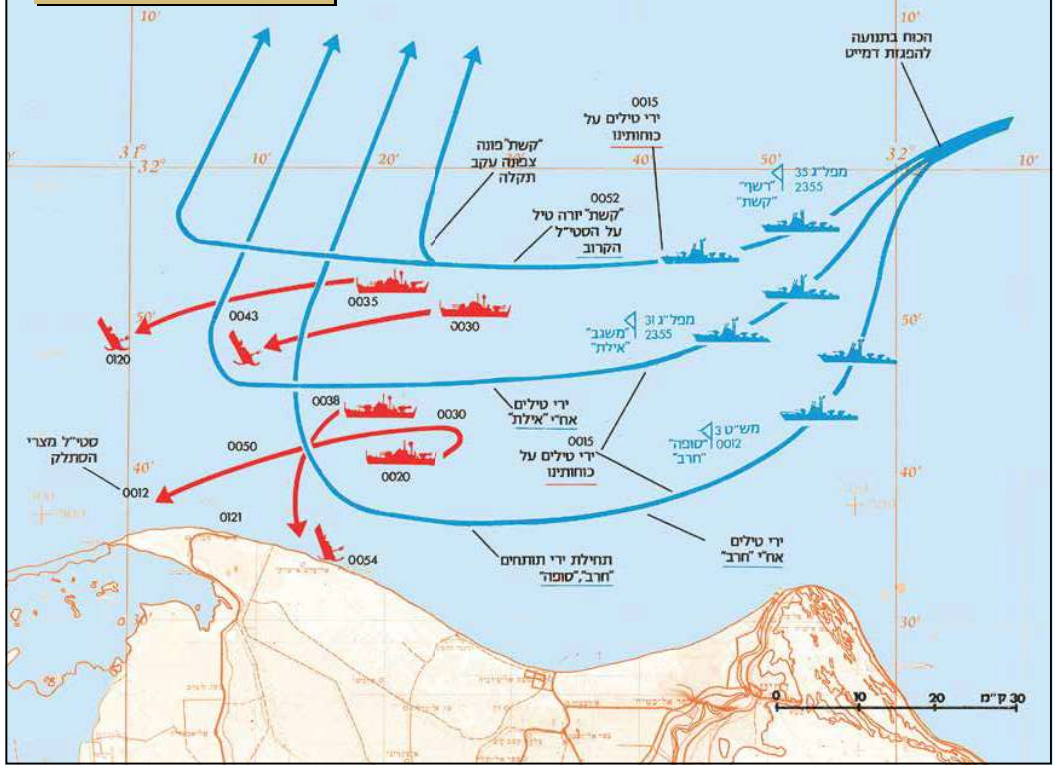 10'
10'
הכוח בתנועה
להפגזת דמייט
0015
ירי טילים על
כוחותינו
"קשת" פונה
צפונה עקב
תקלה
31°
32°
10'
20'
40'
50'
32°
10'
מפל"ג 35
2355
"רשף"
"קשת"
0052
"קשת" יורה טיל
על הסטי"ל
הקרוב
0035
0043
0030
50'
50'
0120
מפל"ג 31
2355
"משגב"
"אילת"
0038
0030
ירי טילים
אח"י "אילת"
מש"ט 3
0012
"סופה"
"חרב"
סטי"ל מצרי
הסתלק
0050
0020
0015
ירי טילים על
כוחותינו
40'
40'
0012
0121
0054
תחילת ירי תותחים
"חרב", "סופה"
ירי טילים
אח"י "חרב"
30'
30'
0
10
20
30 ק"מ